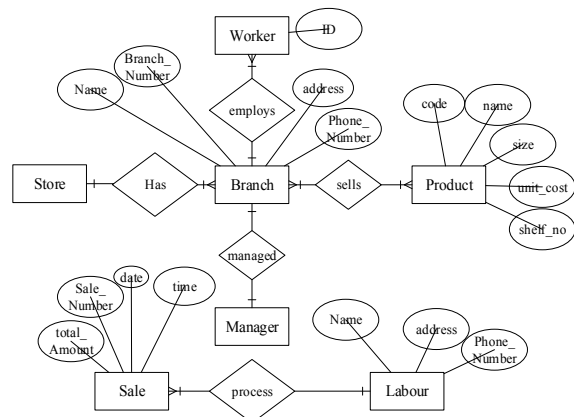 Worker
ID
Branch_
Number
Name
employs
address
Phone_
Number
code
name
size
Store
Has
Branch
sells
Product
unit_cost
shelf_no
managed
date
Sale_
Number
time
total_
Amount
Manager
Name
address
Phone_
Number
Sale
process
Labour